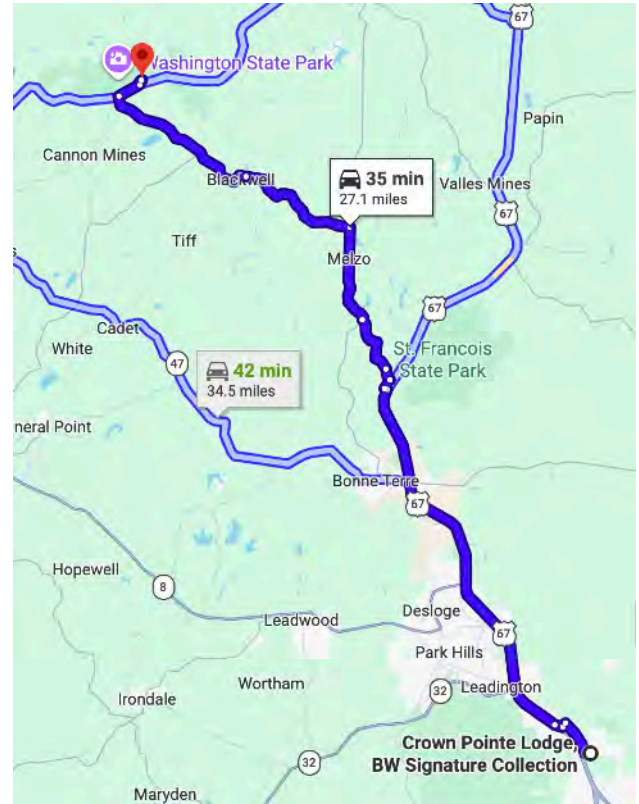 67
Washington State Park
Papin
Cannon Mines
35 min
27.1 miles
Blackwell
Valles Mines
67
Tiff
Melzo
67
s
Cadet
White
47
42 min
34.5 miles
St. Francois
State Park
neral Point
Bonne Terre
67
Hopewell
8
Desloge
Leadwood
67
Park Hills
Wortham
32
Leadington
Irondale
Crown Pointe Lodge,
BW Signature Collection
32
Maryden